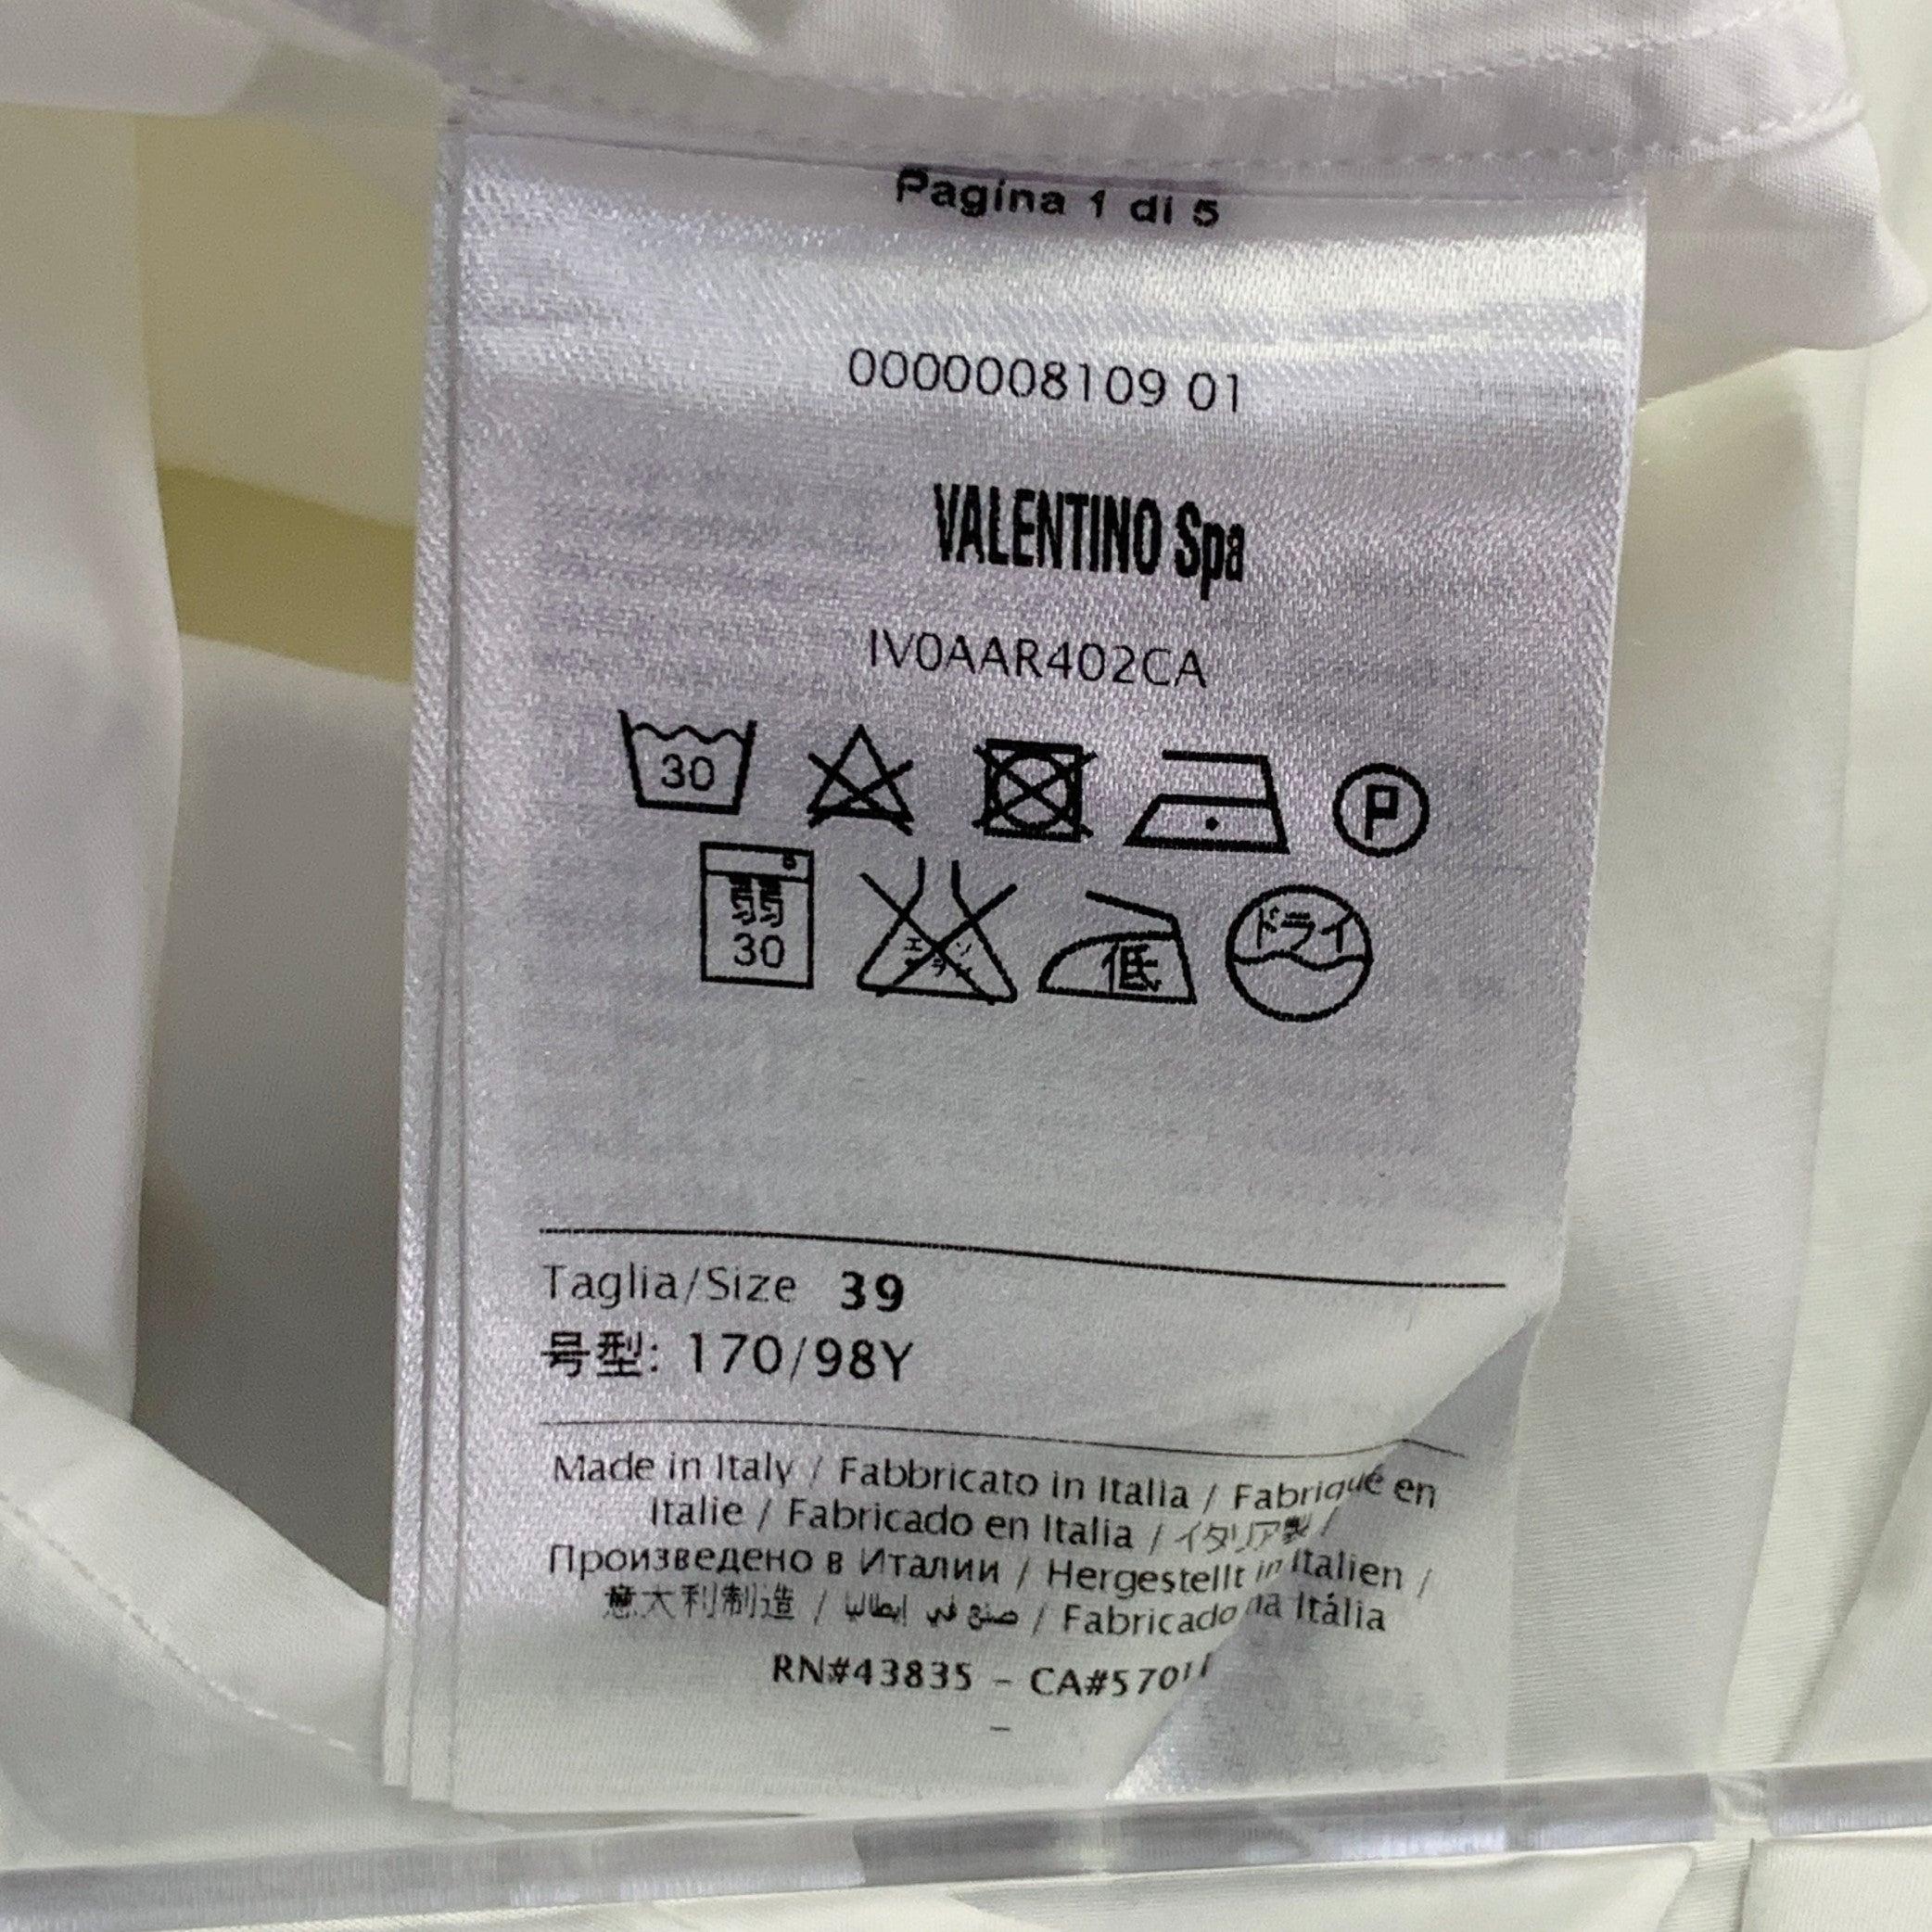 Pagina 1 di 5
0000008109 01
VALENTINO Spa
IV0AAR402CA
30 P
弱 30 低 ドライ
Taglia/Size 39
号型: 170/98Y
Made in Italy / Fabbricato in Italia / Fabriqué en
Italie / Fabricado en Italia / イタリア製 /
Произведено в Италии / Hergestellt in Italien /
意大利制造 / صنع في إيطاليا / Fabricado na Itália
RN#43835 –